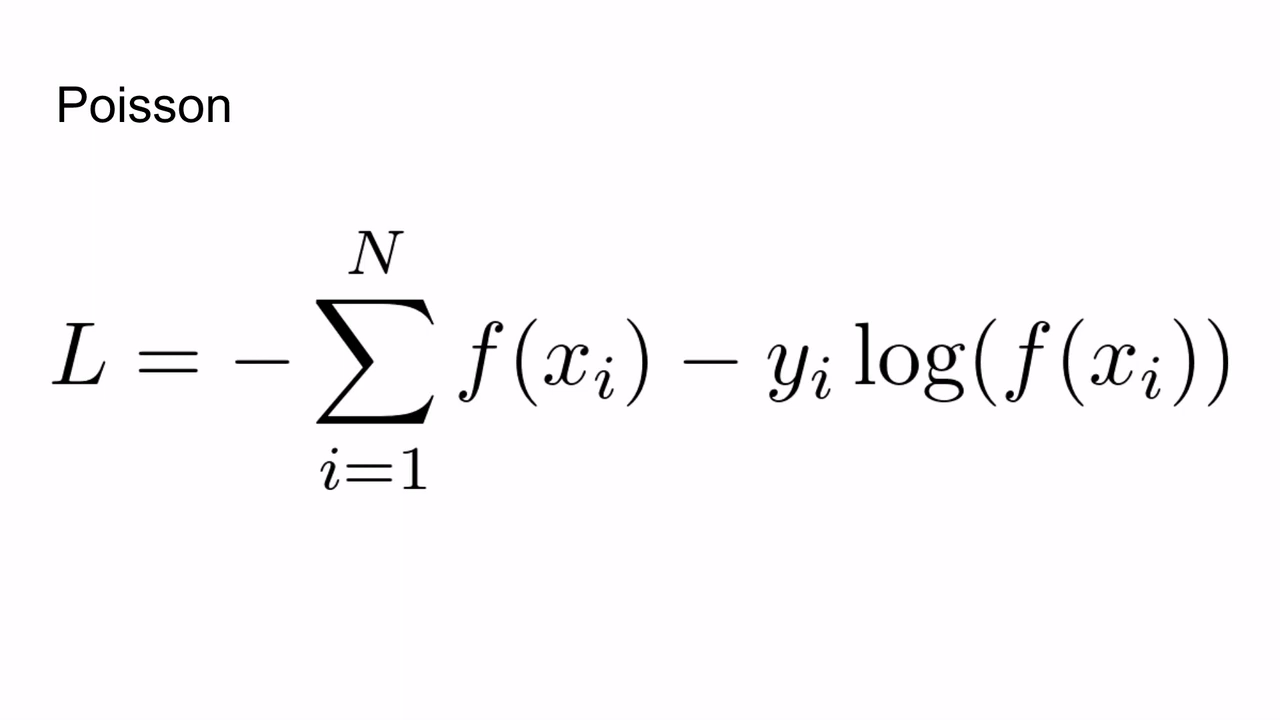 Poisson
L = − ∑_{i=1}^{N} f(x_i) − y_i log(f(x_i))